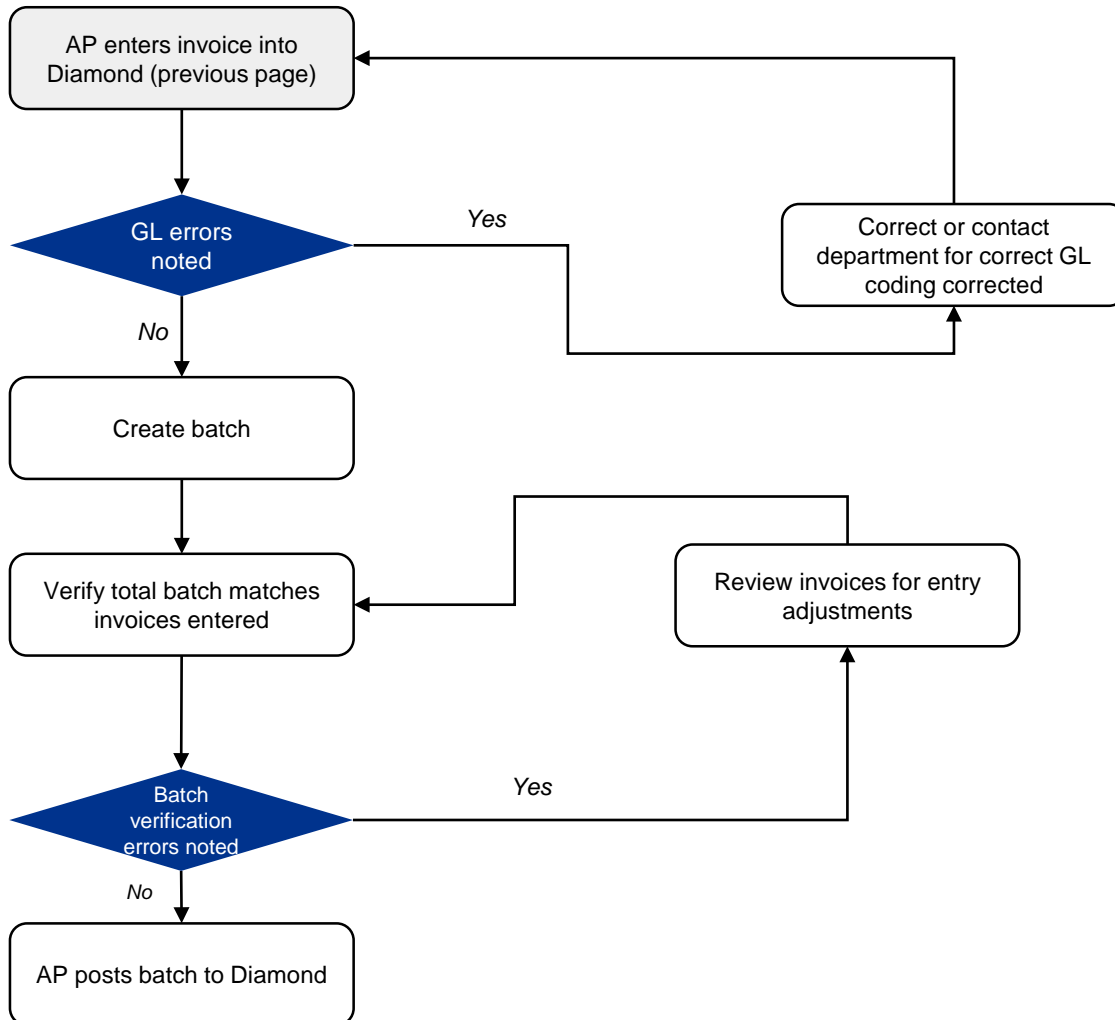 AP enters invoice into
Diamond (previous page)
GL errors
noted
Yes
Correct or contact
department for correct GL
coding corrected
No
Create batch
Verify total batch matches
invoices entered
Review invoices for entry
adjustments
Batch
verification
errors noted
Yes
No
AP posts batch to Diamond